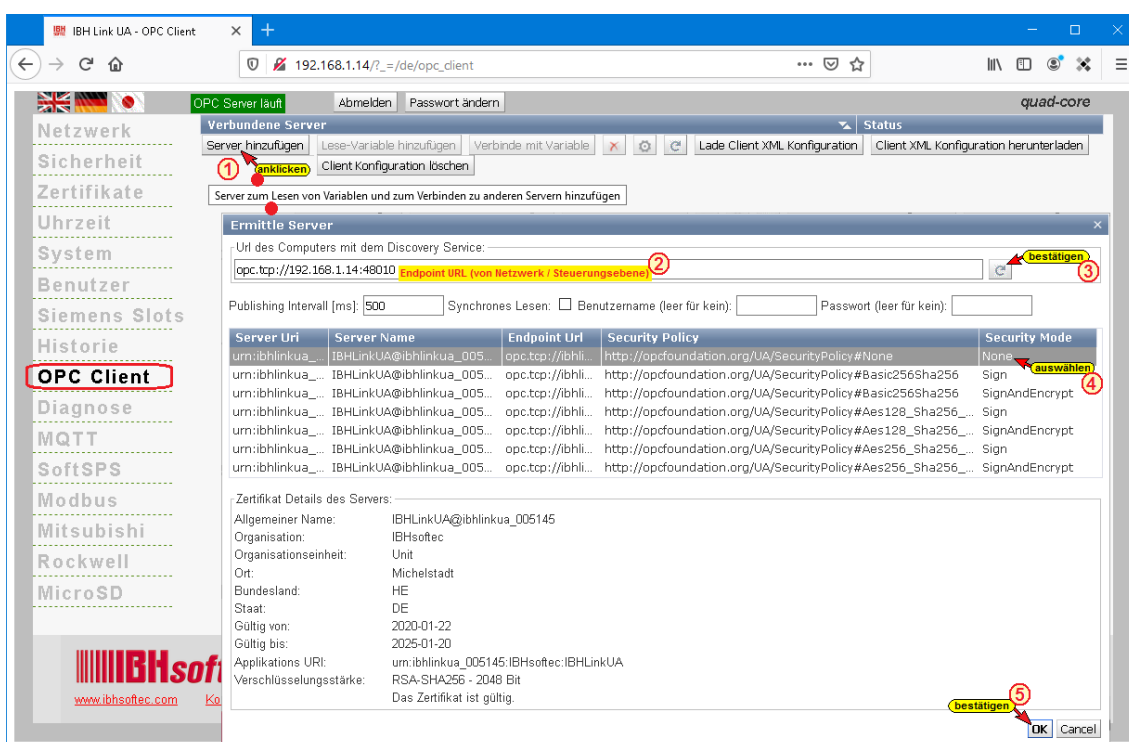 IBH Link UA - OPC Client
192.168.1.14/?_=/de/opc_client
OPC Server läuft Abmelden Passwort ändern quad-core
Netzwerk
Sicherheit
Zertifikate
Uhrzeit
System
Benutzer
Siemens Slots
Historie
OPC Client
Diagnose
MQTT
SoftSPS
Modbus
Mitsubishi
Rockwell
MicroSD
Verbundene Server Status
Server hinzufügen Lese-Variable hinzufügen Verbinde mit Variable Lade Client XML Konfiguration Client XML Konfiguration herunterladen
1 anklicken Client Konfiguration löschen
Server zum Lesen von Variablen und zum Verbinden zu anderen Servern hinzufügen
Ermittle Server
Url des Computers mit dem Discovery Service:
opc.tcp://192.168.1.14:48010 Endpoint URL (von Netzwerk / Steuerungsebene) 2
bestätigen 3
Publishing Intervall [ms]: 500 Synchrones Lesen: Benutzername (leer für kein): Passwort (leer für kein):
Server Uri Server Name Endpoint Url Security Policy Security Mode
urn:ibhlinkua_... IBHLinkUA@ibhlinkua_005... opc.tcp://ibhli... http://opcfoundation.org/UA/SecurityPolicy#None None
auswählen 4
urn:ibhlinkua_... IBHLinkUA@ibhlinkua_005... opc.tcp://ibhli... http://opcfoundation.org/UA/SecurityPolicy#Basic256Sha256 Sign
urn:ibhlinkua_... IBHLinkUA@ibhlinkua_005... opc.tcp://ibhli... http://opcfoundation.org/UA/SecurityPolicy#Basic256Sha256 SignAndEncrypt
urn:ibhlinkua_... IBHLinkUA@ibhlinkua_005... opc.tcp://ibhli... http://opcfoundation.org/UA/SecurityPolicy#Aes128_Sha256_... Sign
urn:ibhlinkua_... IBHLinkUA@ibhlinkua_005... opc.tcp://ibhli... http://opcfoundation.org/UA/SecurityPolicy#Aes128_Sha256_... SignAndEncrypt
urn:ibhlinkua_... IBHLinkUA@ibhlinkua_005... opc.tcp://ibhli... http://opcfoundation.org/UA/SecurityPolicy#Aes256_Sha256_... Sign
urn:ibhlinkua_... IBHLinkUA@ibhlinkua_005... opc.tcp://ibhli... http://opcfoundation.org/UA/SecurityPolicy#Aes256_Sha256_... SignAndEncrypt
Zertifikat Details des Servers:
Allgemeiner Name: IBHLinkUA@ibhlinkua_005145
Organisation: IBHsoftec
Organisationseinheit: Unit
Ort: Michelstadt
Bundesland: HE
Staat: DE
Gültig von: 2020-01-22
Gültig bis: 2025-01-20
Applikations URI: urn:ibhlinkua_005145:IBHsoftec:IBHLinkUA
Verschlüsselungsstärke: RSA-SHA256 - 2048 Bit
Das Zertifikat ist gültig.
bestätigen 5
OK Cancel
IBHsoft
www.ibhsoftec.com Ko